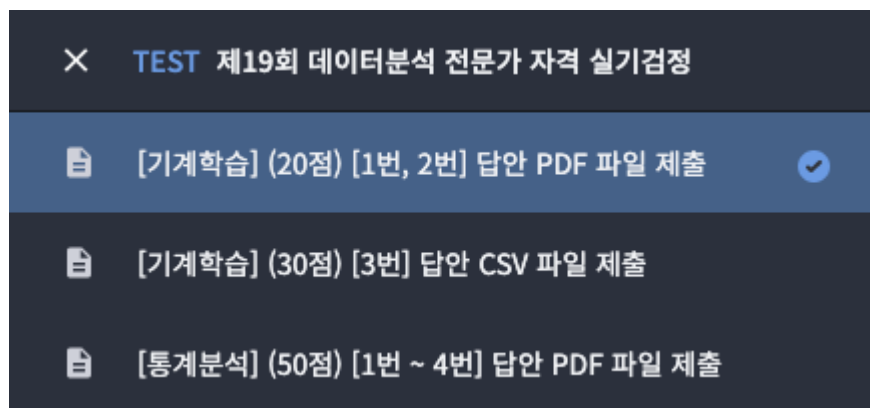 TEST 제19회 데이터분석 전문가 자격 실기검정
[기계학습] (20점) [1번, 2번] 답안 PDF 파일 제출
[기계학습] (30점) [3번] 답안 CSV 파일 제출
[통계분석] (50점) [1번 ~ 4번] 답안 PDF 파일 제출